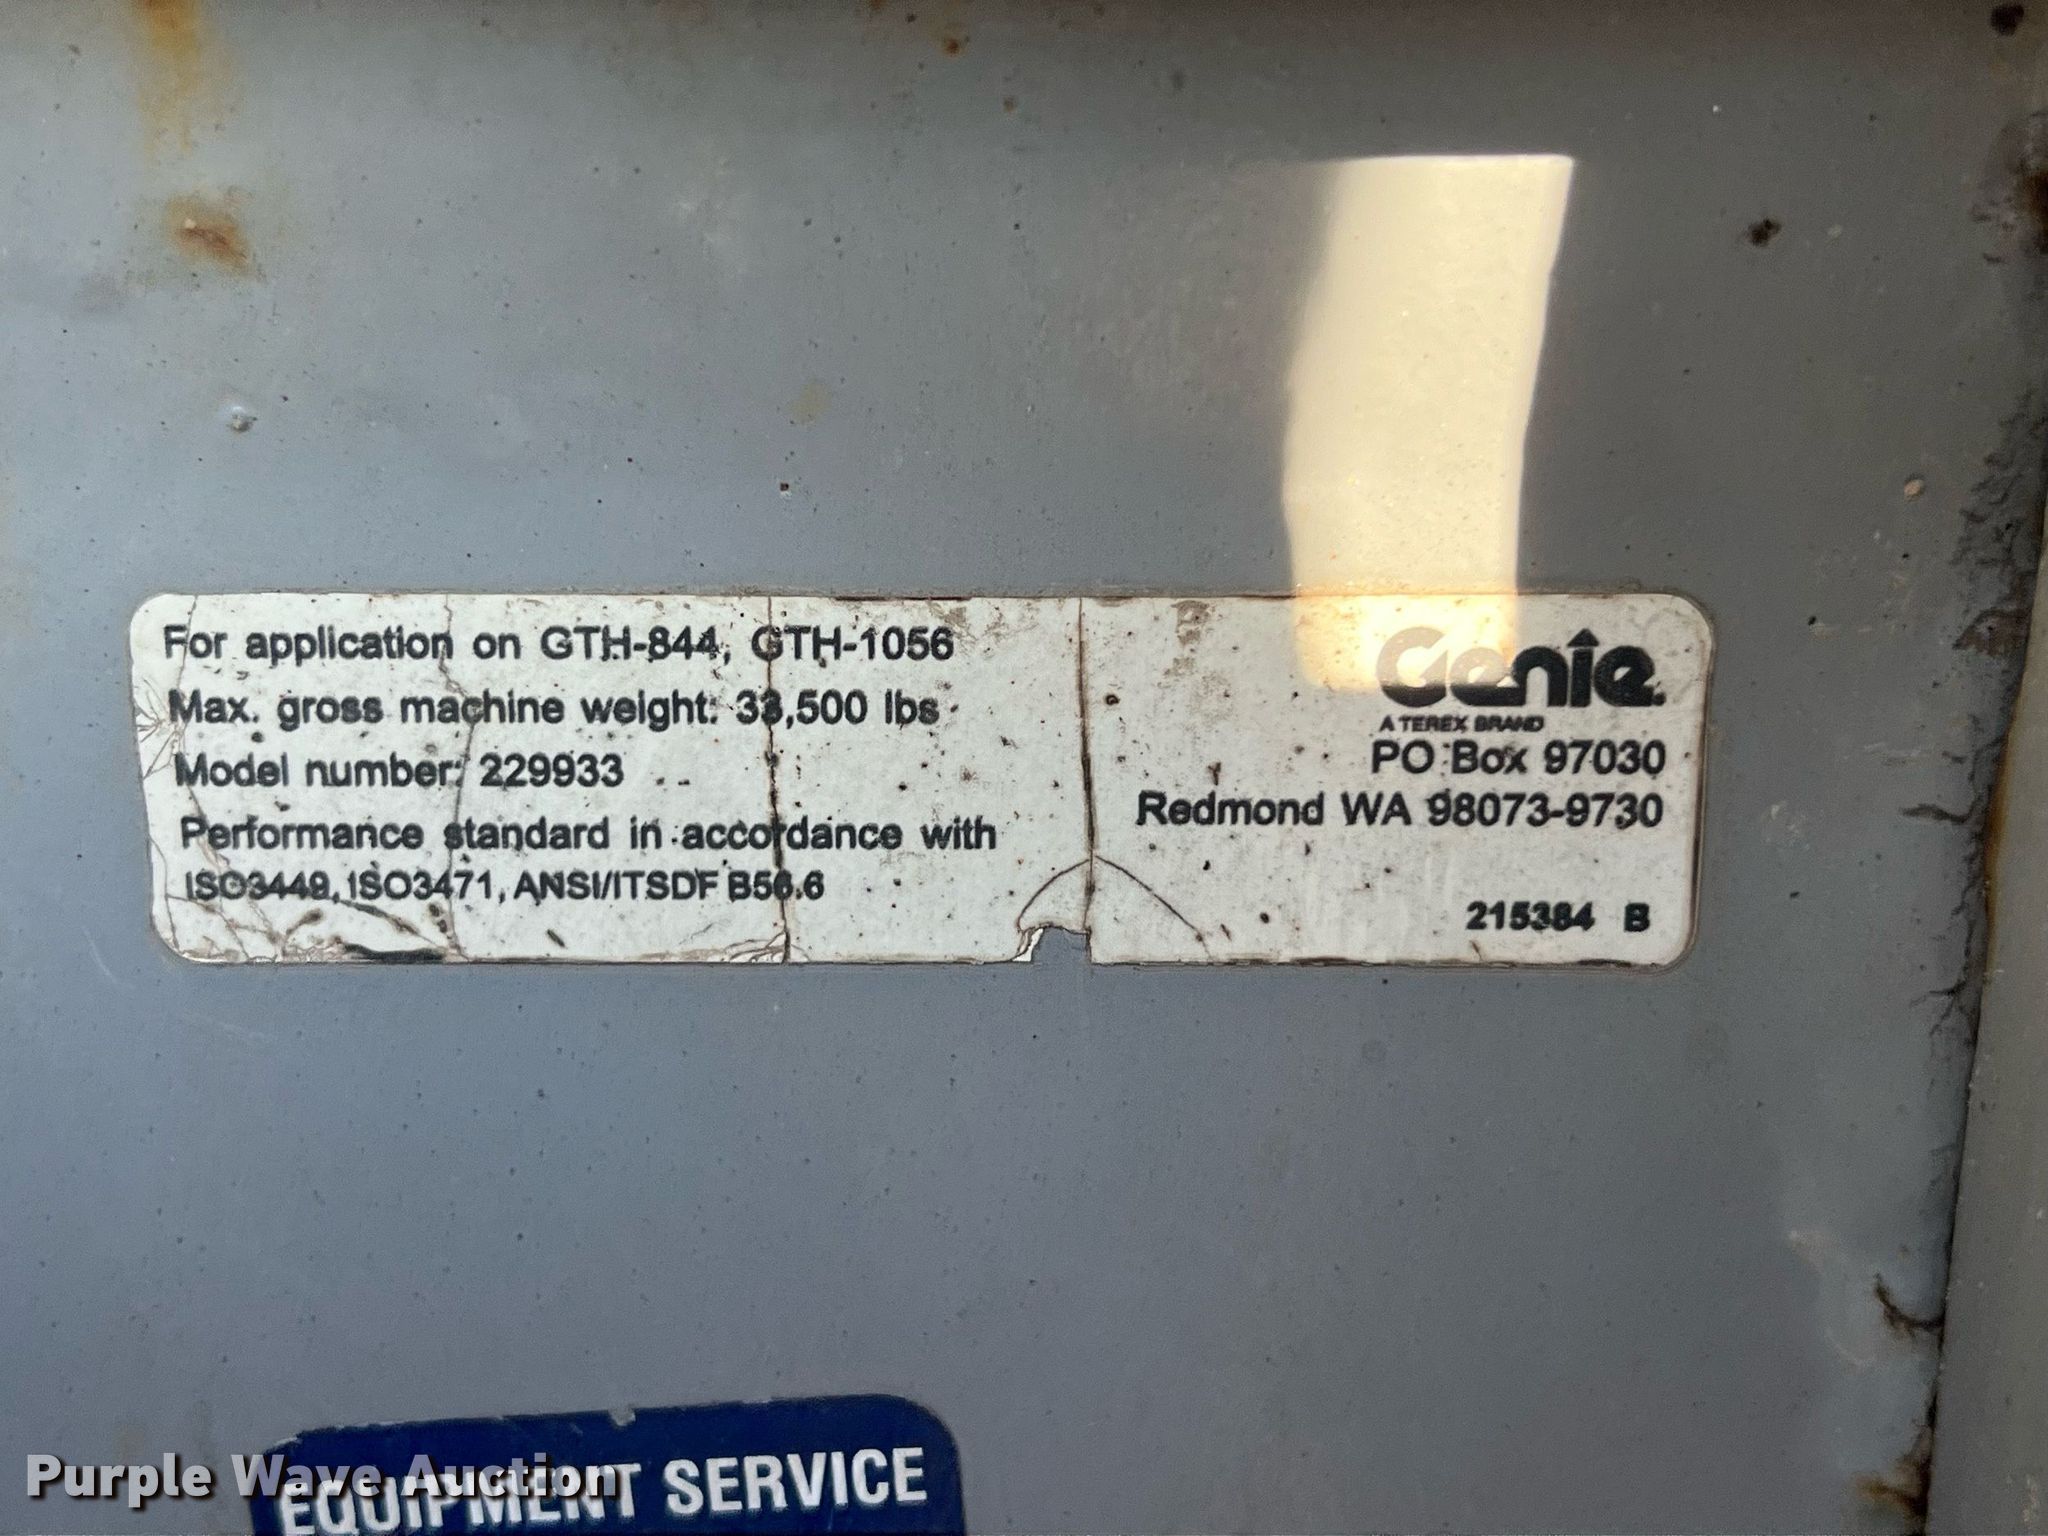 For application on GTH-844, GTH-1056
Max. gross machine weight: 33,500 lbs
Model number: 229933
Performance standard in accordance with
ISO3449, ISO3471, ANSI/ITSDF B56.6
Genie
A TEREX BRAND
PO Box 97030
Redmond WA 98073-9730
215384 B
EQUIPMENT SERVICE
Purple Wave Auction